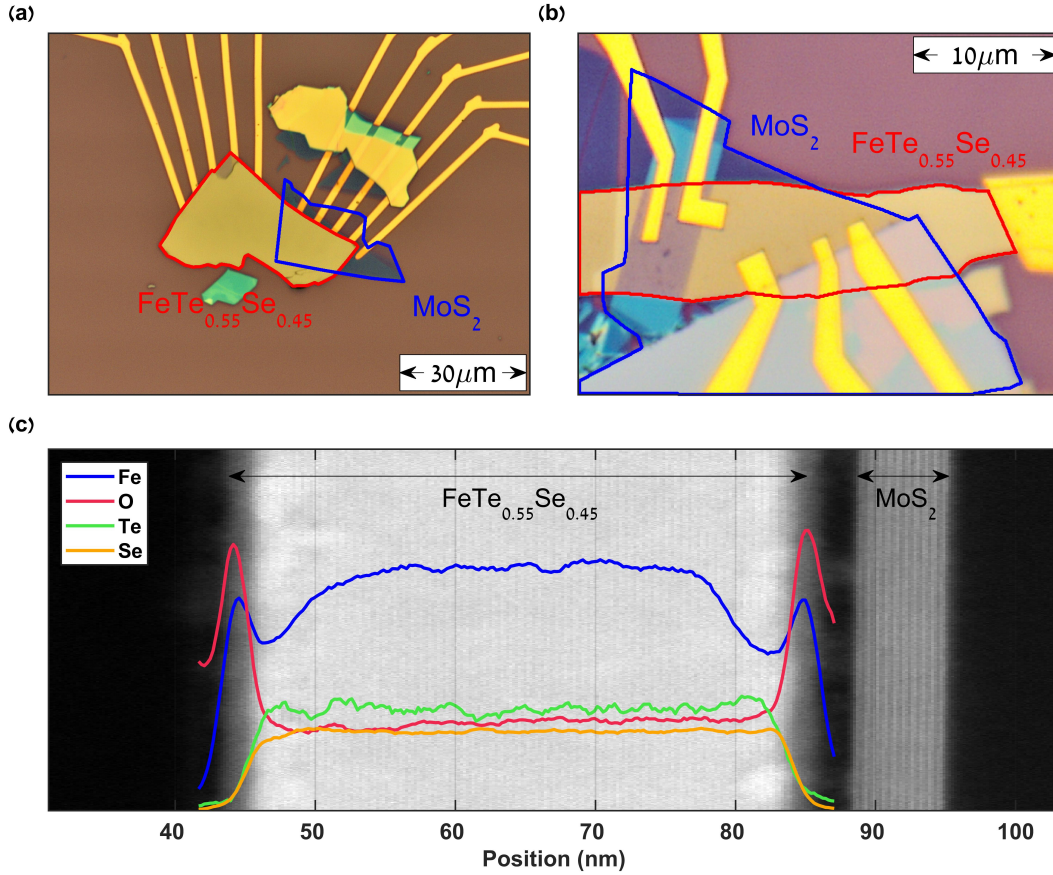 (a)
FeTe0.55Se0.45
MoS2
30μm
(b)
10μm
MoS2
FeTe0.55Se0.45
(c)
Fe
O
Te
Se
FeTe0.55Se0.45
MoS2
40 50 60 70 80 90 100
Position (nm)